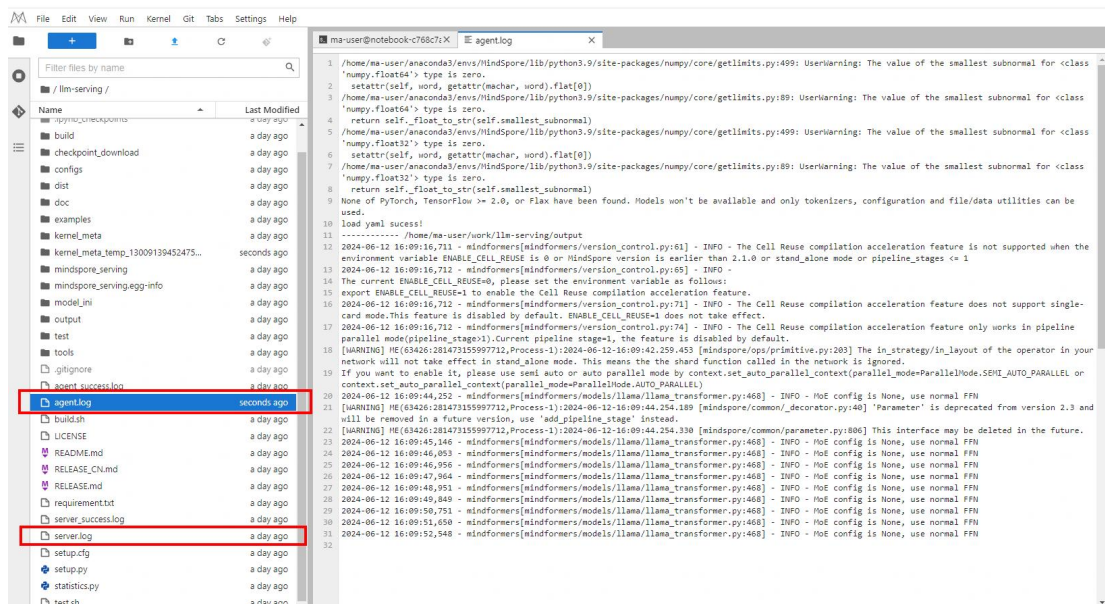 File Edit View Run Kernel Git Tabs Settings Help
Filter files by name
/ llm-serving /
Name Last Modified
.ipynb_checkpoints a day ago
build a day ago
checkpoint_download a day ago
configs a day ago
dist a day ago
doc a day ago
examples a day ago
kernel_meta a day ago
kernel_meta_temp_13009139452475... seconds ago
mindspore_serving a day ago
mindspore_serving.egg-info a day ago
model_ini a day ago
output a day ago
test a day ago
tools a day ago
.gitignore a day ago
agent_success.log a day ago
agent.log seconds ago
build.sh a day ago
LICENSE a day ago
README.md a day ago
RELEASE_CN.md a day ago
RELEASE.md a day ago
requirement.txt a day ago
server_success.log a day ago
server.log a day ago
setup.cfg a day ago
setup.py a day ago
statistics.py a day ago
test.sh a day ago
ma-user@notebook-c768c7 agent.log
1 /home/ma-user/anaconda3/envs/MindSpore/lib/python3.9/site-packages/numpy/core/getlimits.py:499: UserWarning: The value of the smallest subnormal for <class
'numpy.float64'> type is zero.
2 setattr(self, word, getattr(machar, word).flat[0])
3 /home/ma-user/anaconda3/envs/MindSpore/lib/python3.9/site-packages/numpy/core/getlimits.py:89: UserWarning: The value of the smallest subnormal for <class
'numpy.float64'> type is zero.
4 return self._float_to_str(self.smallest_subnormal)
5 /home/ma-user/anaconda3/envs/MindSpore/lib/python3.9/site-packages/numpy/core/getlimits.py:499: UserWarning: The value of the smallest subnormal for <class
'numpy.float32'> type is zero.
6 setattr(self, word, getattr(machar, word).flat[0])
7 /home/ma-user/anaconda3/envs/MindSpore/lib/python3.9/site-packages/numpy/core/getlimits.py:89: UserWarning: The value of the smallest subnormal for <class
'numpy.float32'> type is zero.
8 return self._float_to_str(self.smallest_subnormal)
9 None of PyTorch, TensorFlow >= 2.0, or Flax have been found. Models won't be available and only tokenizers, configuration and file/data utilities can be
used.
10 load yaml sucess!
11 ------------ /home/ma-user/work/llm-serving/output
12 2024-06-12 16:09:16,711 - mindformers[mindformers/version_control.py:61] - INFO - The Cell Reuse compilation acceleration feature is not supported when the
environment variable ENABLE_CELL_REUSE is 0 or MindSpore version is earlier than 2.1.0 or stand_alone mode or pipeline_stages <= 1
13 2024-06-12 16:09:16,712 - mindformers[mindformers/version_control.py:65] - INFO -
14 The current ENABLE_CELL_REUSE=0, please set the environment variable as follows:
15 export ENABLE_CELL_REUSE=1 to enable the Cell Reuse compilation acceleration feature.
16 2024-06-12 16:09:16,712 - mindformers[mindformers/version_control.py:71] - INFO - The Cell Reuse compilation acceleration feature does not support single-
card mode.This feature is disabled by default. ENABLE_CELL_REUSE=1 does not take effect.
17 2024-06-12 16:09:16,712 - mindformers[mindformers/version_control.py:74] - INFO - The Cell Reuse compilation acceleration feature only works in pipeline
parallel mode(pipeline_stage>1).Current pipeline stage=1, the feature is disabled by default.
18 [WARNING] ME(63426:281473155997712,Process-1):2024-06-12-16:09:42.259.453 [mindspore/ops/primitive.py:203] The in_strategy/in_layout of the operator in your
network will not take effect in stand_alone mode. This means the the shard function called in the network is ignored.
19 If you want to enable it, please use semi auto or auto parallel mode by context.set_auto_parallel_context(parallel_mode=ParallelMode.SEMI_AUTO_PARALLEL or
context.set_auto_parallel_context(parallel_mode=ParallelMode.AUTO_PARALLEL)
20 2024-06-12 16:09:44,252 - mindformers[mindformers/models/llama/llama_transformer.py:468] - INFO - MoE config is None, use normal FFN
21 [WARNING] ME(63426:281473155997712,Process-1):2024-06-12-16:09:44.254.189 [mindspore/common/_decorator.py:40] 'Parameter' is deprecated from version 2.3 and
will be removed in a future version, use 'add_pipeline_stage' instead.
22 [WARNING] ME(63426:281473155997712,Process-1):2024-06-12-16:09:44.254.330 [mindspore/common/parameter.py:806] This interface may be deleted in the future.
23 2024-06-12 16:09:45,146 - mindformers[mindformers/models/llama/llama_transformer.py:468] - INFO - MoE config is None, use normal FFN
24 2024-06-12 16:09:46,053 - mindformers[mindformers/models/llama/llama_transformer.py:468] - INFO - MoE config is None, use normal FFN
25 2024-06-12 16:09:46,956 - mindformers[mindformers/models/llama/llama_transformer.py:468] - INFO - MoE config is None, use normal FFN
26 2024-06-12 16:09:47,964 - mindformers[mindformers/models/llama/llama_transformer.py:468] - INFO - MoE config is None, use normal FFN
27 2024-06-12 16:09:48,951 - mindformers[mindformers/models/llama/llama_transformer.py:468] - INFO - MoE config is None, use normal FFN
28 2024-06-12 16:09:49,849 - mindformers[mindformers/models/llama/llama_transformer.py:468] - INFO - MoE config is None, use normal FFN
29 2024-06-12 16:09:50,751 - mindformers[mindformers/models/llama/llama_transformer.py:468] - INFO - MoE config is None, use normal FFN
30 2024-06-12 16:09:51,650 - mindformers[mindformers/models/llama/llama_transformer.py:468] - INFO - MoE config is None, use normal FFN
31 2024-06-12 16:09:52,548 - mindformers[mindformers/models/llama/llama_transformer.py:468] - INFO - MoE config is None, use normal FFN
32